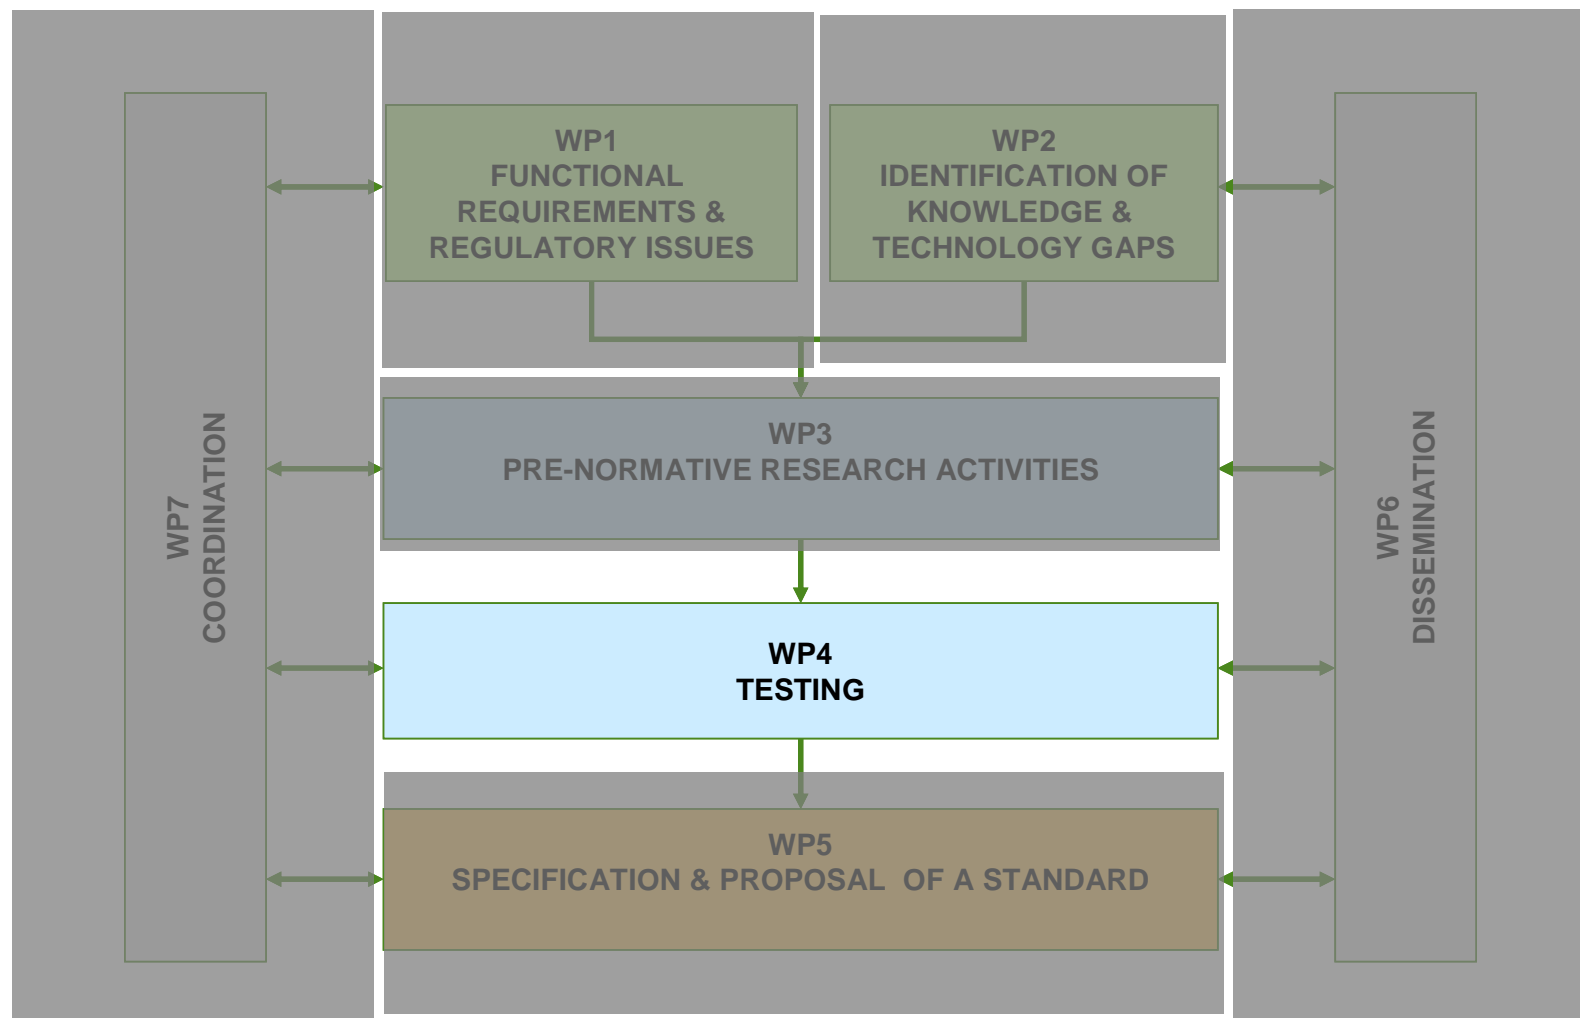 WP1
FUNCTIONAL
REQUIREMENTS &
REGULATORY ISSUES
WP2
IDENTIFICATION OF
KNOWLEDGE &
TECHNOLOGY GAPS
WP7
COORDINATION
WP3
PRE-NORMATIVE RESEARCH ACTIVITIES
WP6
DISSEMINATION
WP4
TESTING
WP5
SPECIFICATION & PROPOSAL OF A STANDARD